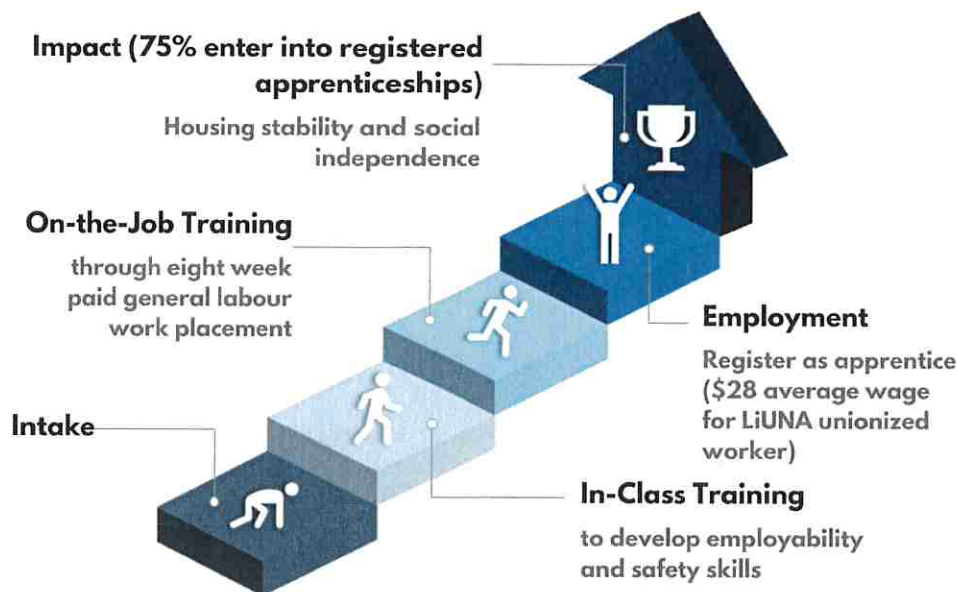 Impact (75% enter into registered
apprenticeships)
Housing stability and social
independence
On-the-Job Training
through eight week
paid general labour
work placement
Employment
Register as apprentice
($28 average wage
for LiUNA unionized
worker)
Intake
In-Class Training
to develop employability
and safety skills